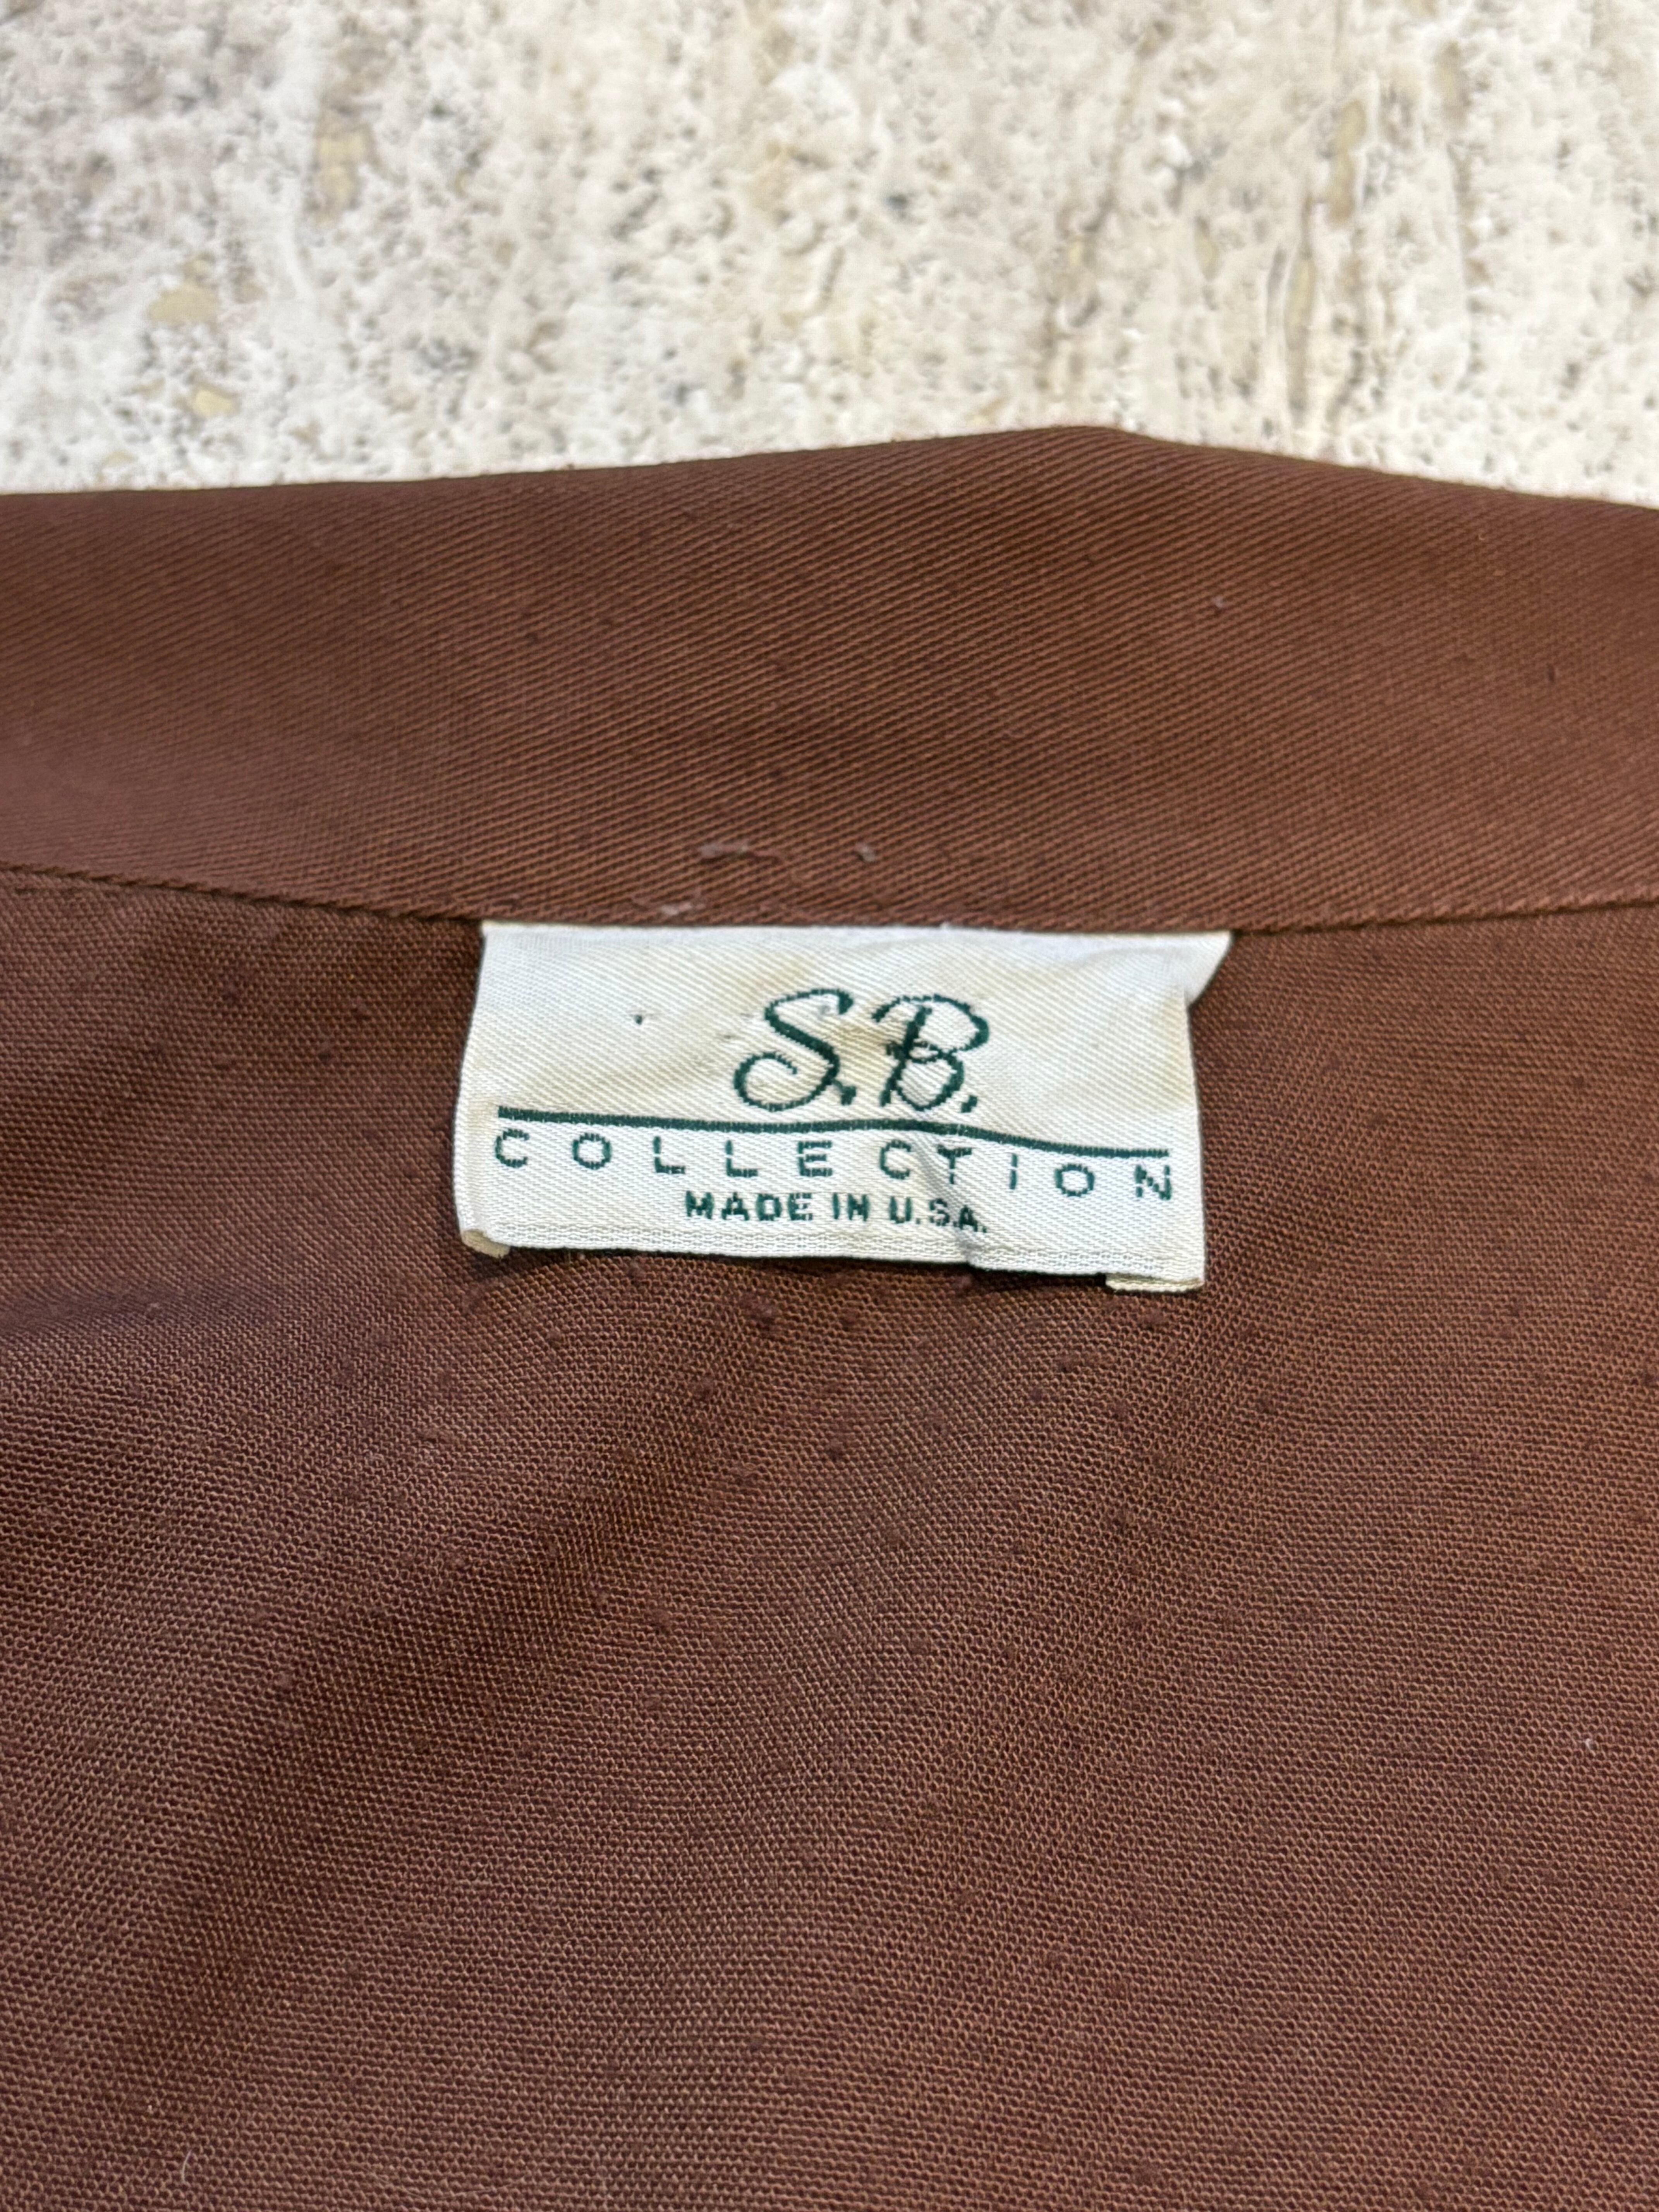 S.B.
COLLECTION
MADE IN U.S.A.